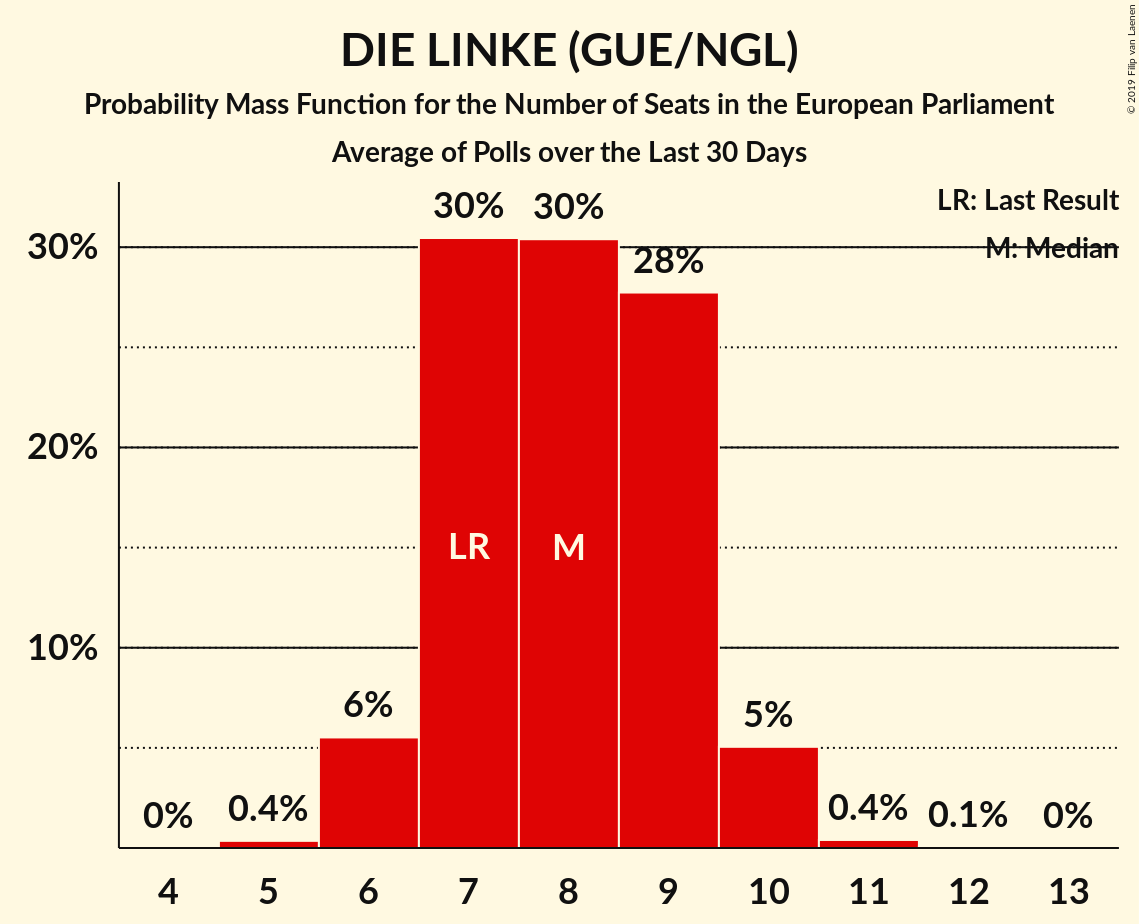 DIE LINKE (GUE/NGL)
Probability Mass Function for the Number of Seats in the European Parliament
Average of Polls over the Last 30 Days
© 2019 Filip van Laenen
LR: Last Result
M: Median
30%
20%
10%
0%
0.4%
6%
30%
30%
28%
5%
0.4%
0.1%
0%
LR
M
4 5 6 7 8 9 10 11 12 13